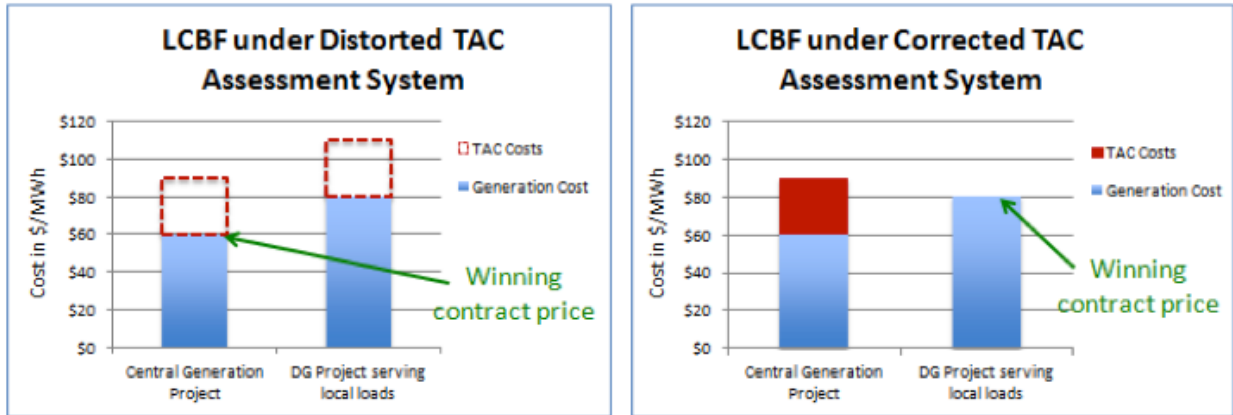 LCBF under Distorted TAC
Assessment System
$120
$100
$80
$60
$40
$20
$0
Cost in $/MWh
TAC Costs
Generation Cost
Winning
contract price
Central Generation
Project
DG Project serving
local loads
LCBF under Corrected TAC
Assessment System
$120
$100
$80
$60
$40
$20
$0
Cost in $/MWh
TAC Costs
Generation Cost
Winning
contract price
Central Generation
Project
DG Project serving
local loads